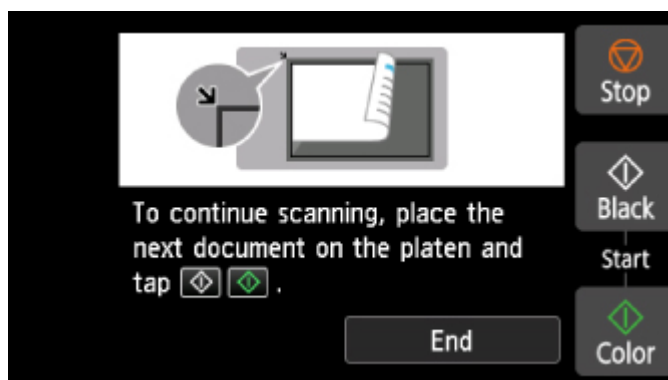 To continue scanning, place the
next document on the platen and
tap .
End
Stop
Black
Start
Color